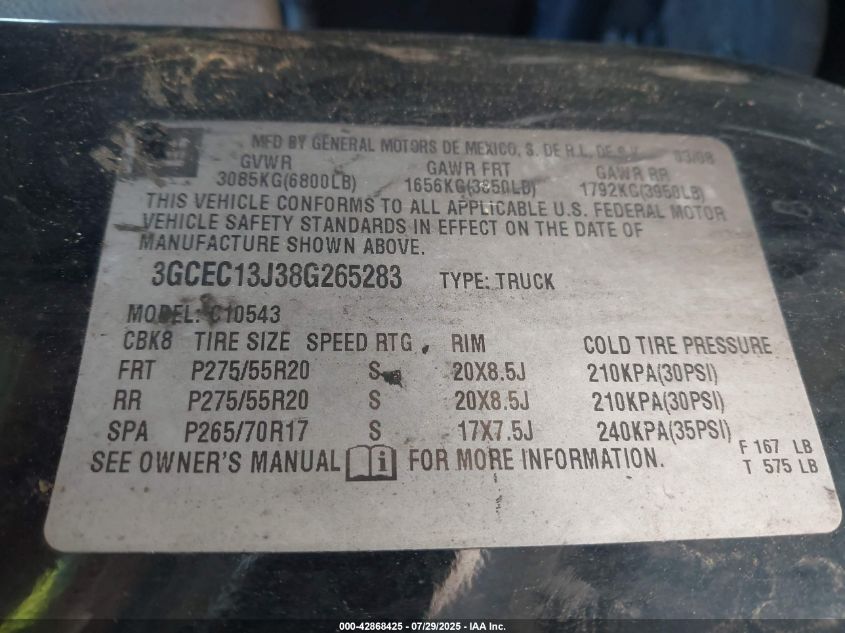 MFD BY GENERAL MOTORS DE MEXICO, S. DE R.L. DE C.V. 03/08
GVWR GAWR FRT GAWR RR
3085KG(6800LB) 1656KG(3650LB) 1792KG(3950LB)
THIS VEHICLE CONFORMS TO ALL APPLICABLE U.S. FEDERAL MOTOR
VEHICLE SAFETY STANDARDS IN EFFECT ON THE DATE OF
MANUFACTURE SHOWN ABOVE.
3GCEC13J38G265283 TYPE: TRUCK
MODEL: C10543
CBK8 TIRE SIZE SPEED RTG RIM COLD TIRE PRESSURE
FRT P275/55R20 S 20X8.5J 210KPA(30PSI)
RR P275/55R20 S 20X8.5J 210KPA(30PSI)
SPA P265/70R17 S 17X7.5J 240KPA(35PSI)
SEE OWNER'S MANUAL i FOR MORE INFORMATION.
F 167 LB
T 575 LB
000-42868425 - 07/29/2025 - IAA Inc.